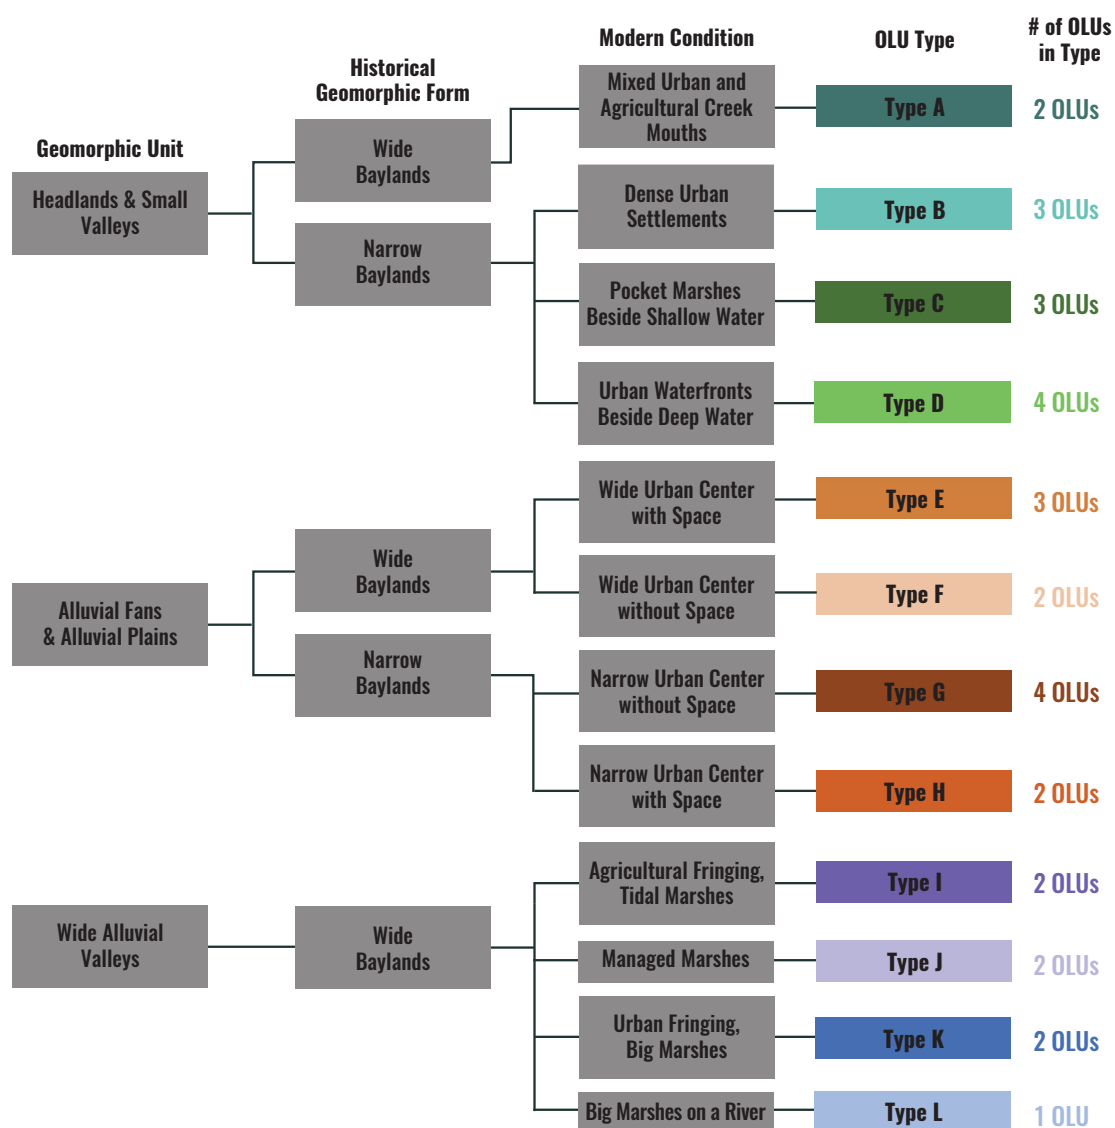 Geomorphic Unit
Historical
Geomorphic Form
Modern Condition
OLU Type
# of OLUs
in Type
Headlands & Small
Valleys
Wide
Baylands
Mixed Urban and
Agricultural Creek
Mouths
Type A
2 OLUs
Narrow
Baylands
Dense Urban
Settlements
Type B
3 OLUs
Pocket Marshes
Beside Shallow Water
Type C
3 OLUs
Urban Waterfronts
Beside Deep Water
Type D
4 OLUs
Alluvial Fans
& Alluvial Plains
Wide
Baylands
Wide Urban Center
with Space
Type E
3 OLUs
Wide Urban Center
without Space
Type F
2 OLUs
Narrow
Baylands
Narrow Urban Center
without Space
Type G
4 OLUs
Narrow Urban Center
with Space
Type H
2 OLUs
Wide Alluvial
Valleys
Wide
Baylands
Agricultural Fringing,
Tidal Marshes
Type I
2 OLUs
Managed Marshes
Type J
2 OLUs
Urban Fringing,
Big Marshes
Type K
2 OLUs
Big Marshes on a River
Type L
1 OLU